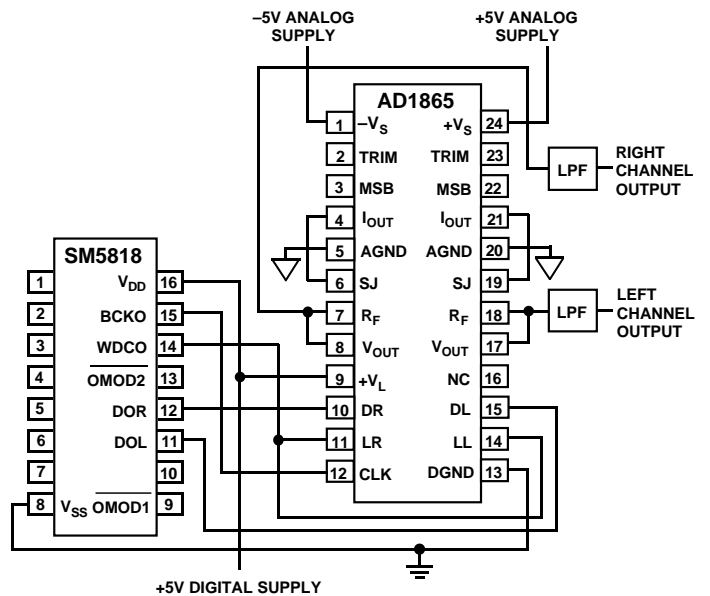 –5V ANALOG
SUPPLY
+5V ANALOG
SUPPLY
AD1865
1 –VS +VS 24
2 TRIM TRIM 23
3 MSB MSB 22
4 IOUT IOUT 21
5 AGND AGND 20
6 SJ SJ 19
7 RF RF 18
8 VOUT VOUT 17
9 +VL NC 16
10 DR DL 15
11 LR LL 14
12 CLK DGND 13
LPF
RIGHT
CHANNEL
OUTPUT
LPF
LEFT
CHANNEL
OUTPUT
SM5818
1 VDD 16
2 BCKO 15
3 WDCO 14
4 OMOD2 13
5 DOR 12
6 DOL 11
7 10
8 VSS OMOD1 9
+5V DIGITAL SUPPLY